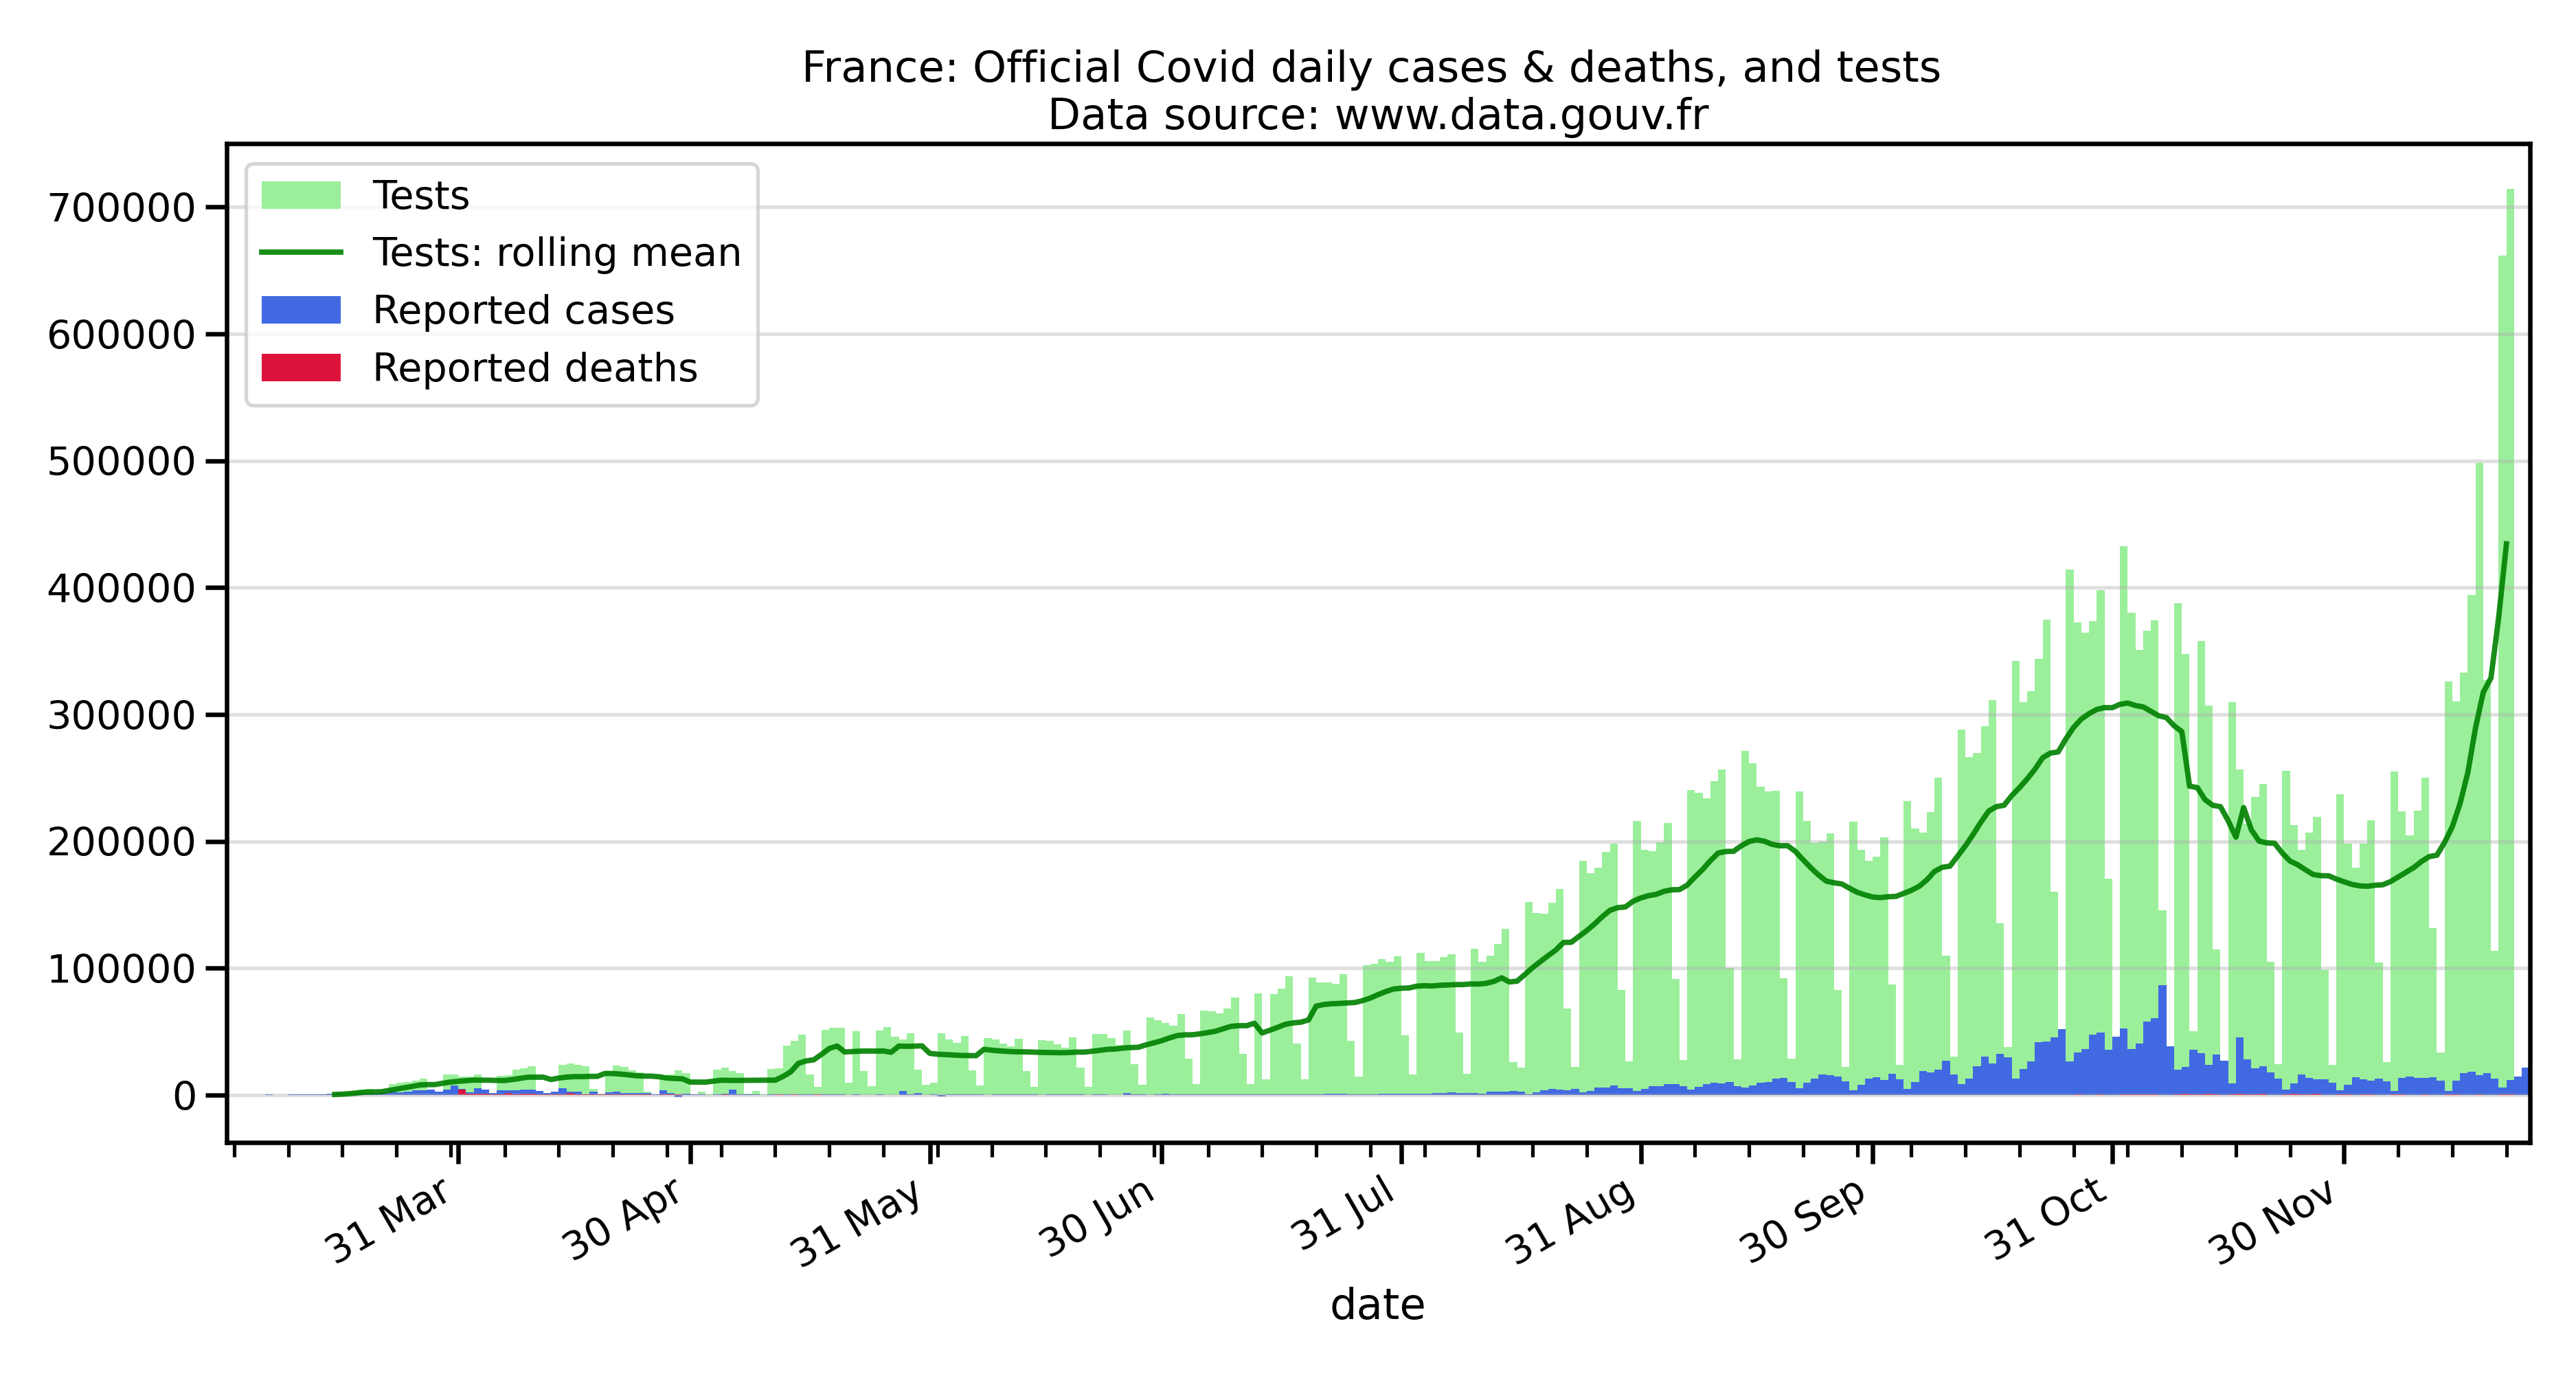 France: Official Covid daily cases & deaths, and tests
Data source: www.data.gouv.fr
Tests
Tests: rolling mean
Reported cases
Reported deaths
700000
600000
500000
400000
300000
200000
100000
0
31 Mar
30 Apr
31 May
30 Jun
31 Jul
31 Aug
30 Sep
31 Oct
30 Nov
date